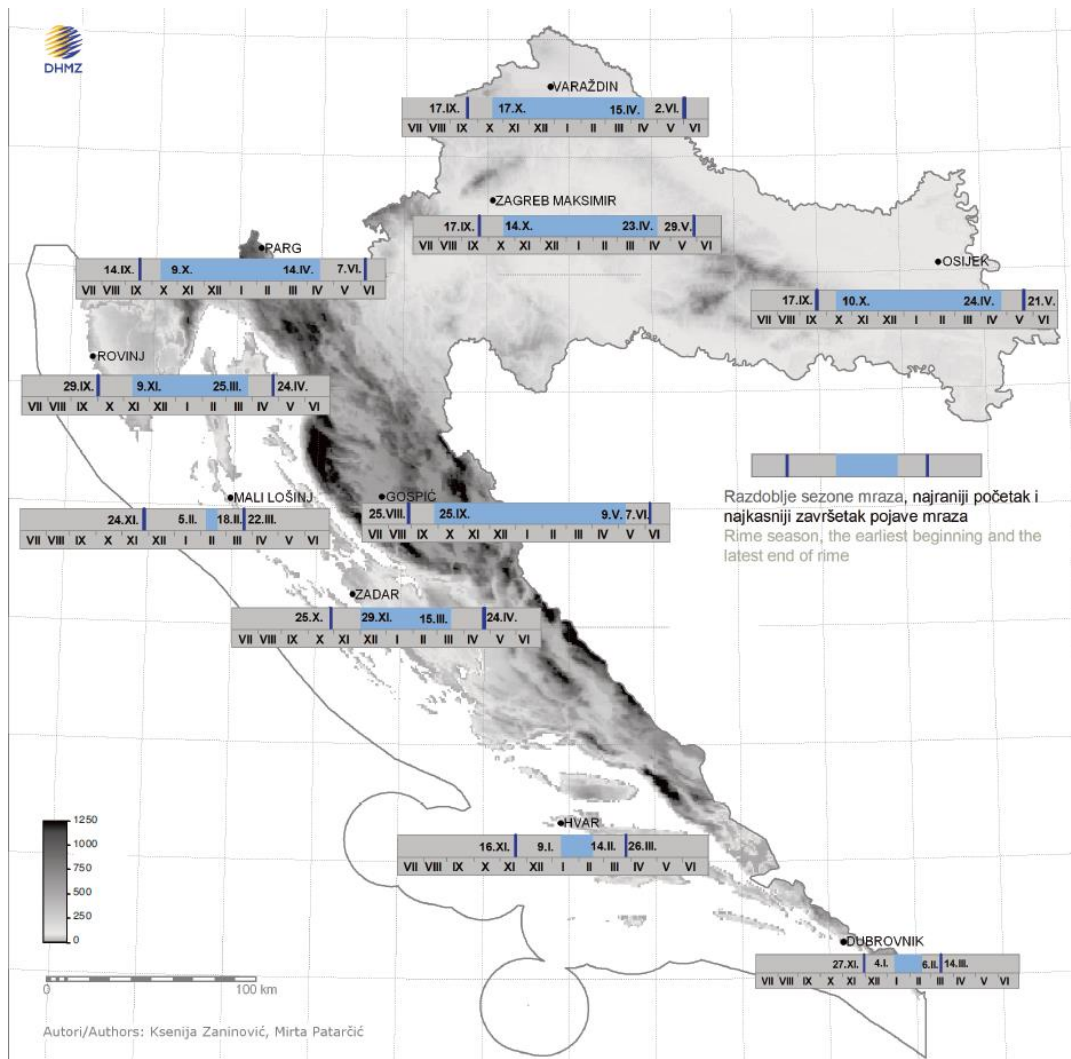 DHMZ
VARAŽDIN
17.IX. 17.X. 15.IV. 2.VI.
VII VIII IX X XI XII I II III IV V VI
ZAGREB MAKSIMIR
17.IX. 14.X. 23.IV. 29.V.
VII VIII IX X XI XII I II III IV V VI
PARG
14.IX. 9.X. 14.IV. 7.VI.
VII VIII IX X XI XII I II III IV V VI
OSIJEK
17.IX. 10.X. 24.IV. 21.V.
VII VIII IX X XI XII I II III IV V VI
ROVINJ
29.IX. 9.XI. 25.III. 24.IV.
VII VIII IX X XI XII I II III IV V VI
MALI LOŠINJ
24.XI. 5.II. 18.II. 22.III.
VII VIII IX X XI XII I II III IV V VI
GOSPIĆ
25.VIII. 25.IX. 9.V. 7.VI.
VII VIII IX X XI XII I II III IV V VI
Razdoblje sezone mraza, najraniji početak i
najkasniji završetak pojave mraza
Rime season, the earliest beginning and the
latest end of rime
ZADAR
25.X. 29.XI. 15.III. 24.IV.
VII VIII IX X XI XII I II III IV V VI
HVAR
16.XI. 9.I. 14.II. 26.III.
VII VIII IX X XI XII I II III IV V VI
DUBROVNIK
27.XI. 4.I. 6.II. 14.III.
VII VIII IX X XI XII I II III IV V VI
1250
1000
750
500
250
0
0 100 km
Autori/Authors: Ksenija Zaninović, Mirta Patarčić